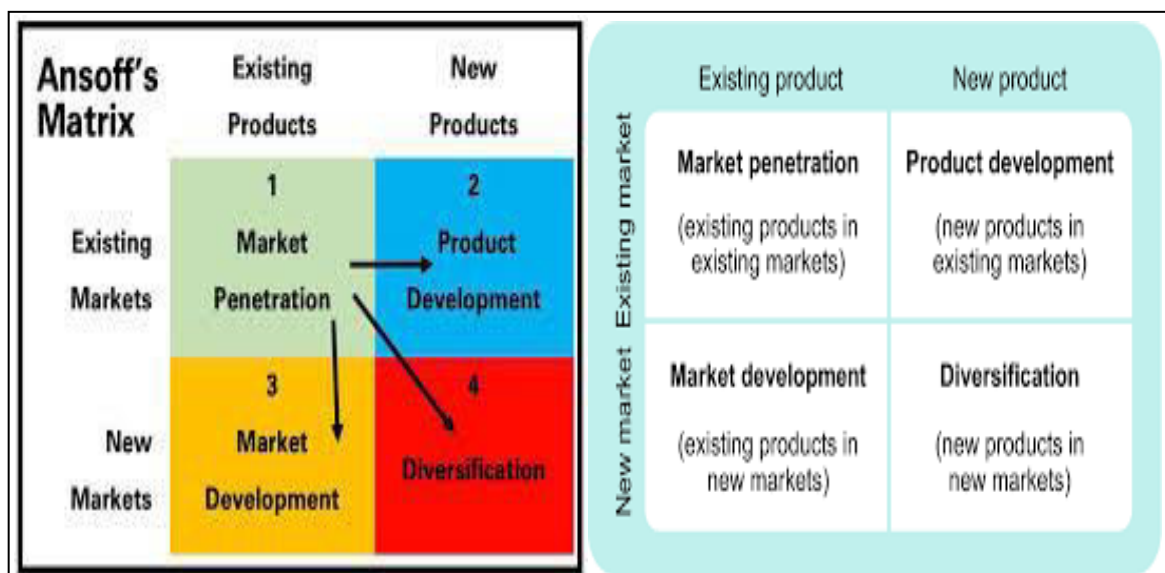 Ansoff's
Matrix
Existing
Products
New
Products
Existing
Markets
1
Market
Penetration
2
Product
Development
New
Markets
3
Market
Development
4
Diversification
Existing product
New product
Existing market
Market penetration
(existing products in
existing markets)
Product development
(new products in
existing markets)
New market
Market development
(existing products in
new markets)
Diversification
(new products in
new markets)